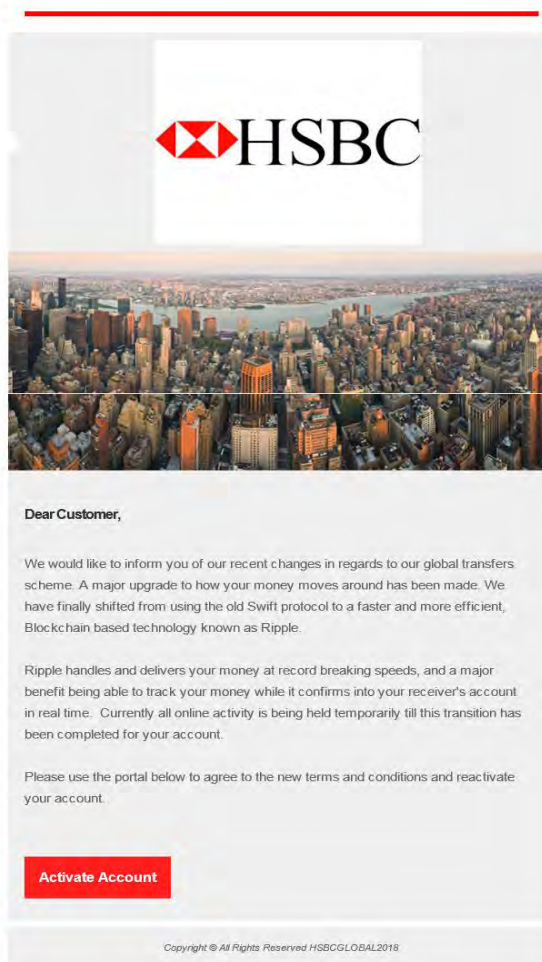 HSBC
Dear Customer,
We would like to inform you of our recent changes in regards to our global transfers
scheme. A major upgrade to how your money moves around has been made. We
have finally shifted from using the old Swift protocol to a faster and more efficient,
Blockchain based technology known as Ripple.
Ripple handles and delivers your money at record breaking speeds, and a major
benefit being able to track your money while it confirms into your receiver's account
in real time. Currently all online activity is being held temporarily till this transition has
been completed for your account.
Please use the portal below to agree to the new terms and conditions and reactivate
your account.
Activate Account
Copyright © All Rights Reserved HSBCGLOBAL2018